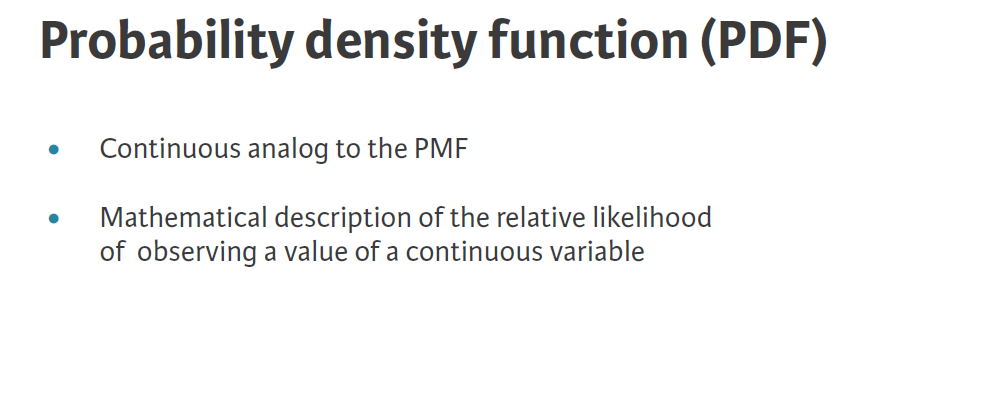 Probability density function (PDF)
• Continuous analog to the PMF
• Mathematical description of the relative likelihood
of observing a value of a continuous variable